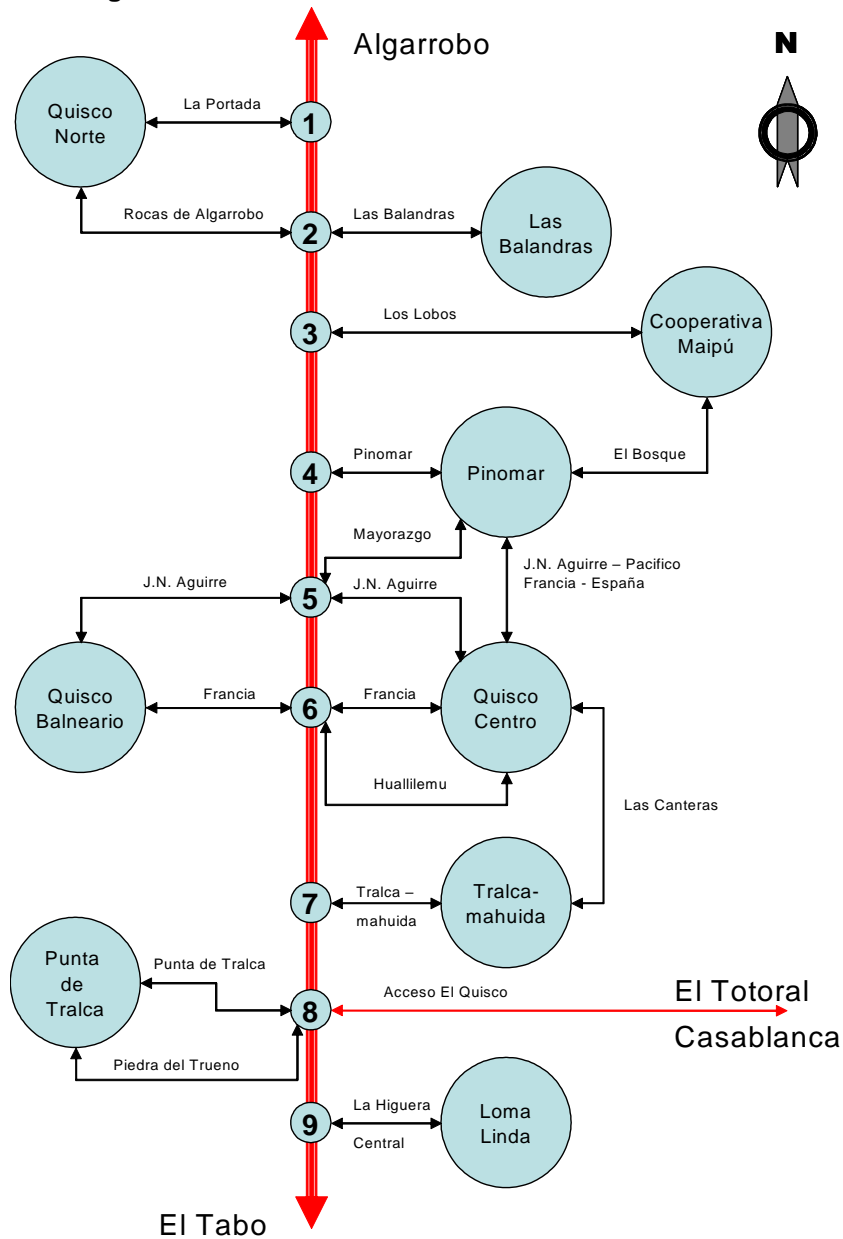 Algarrobo
N
La Portada
Quisco
Norte
1
Rocas de Algarrobo
2
Las Balandras
Las
Balandras
3
Los Lobos
Cooperativa
Maipú
4
Pinomar
Pinomar
El Bosque
Mayorazgo
J.N. Aguirre – Pacifico
Francia - España
J.N. Aguirre
5
J.N. Aguirre
Quisco
Balneario
Francia
6
Francia
Quisco
Centro
Huallilemu
Las Canteras
7
Tralca –
mahuida
Tralca-
mahuida
Punta
de
Tralca
Punta de Tralca
8
Acceso El Quisco
El Totoral
Casablanca
Piedra del Trueno
9
La Higuera
Central
Loma
Linda
El Tabo